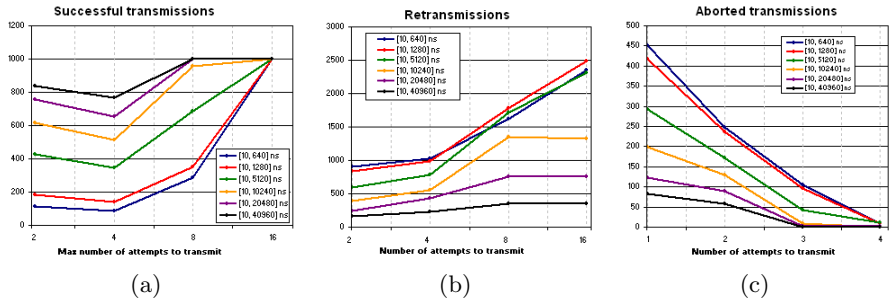 Successful transmissions
1200
1000
800
600
400
200
0
2
4
8
16
Max number of attempts to transmit
[10, 640] ns
[10, 1280] ns
[10, 5120] ns
[10, 10240] ns
[10, 20480] ns
[10, 40960] ns
(a)
Retransmissions
3000
2500
2000
1500
1000
500
0
2
4
8
16
Number of attempts to transmit
[10, 640] ns
[10, 1280] ns
[10, 5120] ns
[10, 10240] ns
[10, 20480] ns
[10, 40960] ns
(b)
Aborted transmissions
500
450
400
350
300
250
200
150
100
50
0
1
2
3
4
Number of attempts to transmit
[10, 640] ns
[10, 1280] ns
[10, 5120] ns
[10, 10240] ns
[10, 20480] ns
[10, 40960] ns
(c)